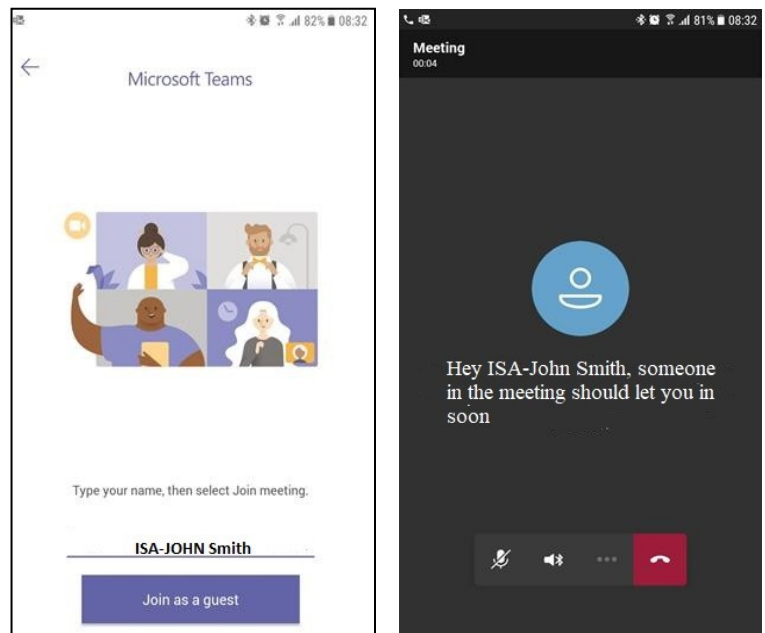 82% 08:32
Microsoft Teams
Type your name, then select Join meeting.
ISA-JOHN Smith
Join as a guest
81% 08:32
Meeting
00:04
Hey ISA-John Smith, someone
in the meeting should let you in
soon